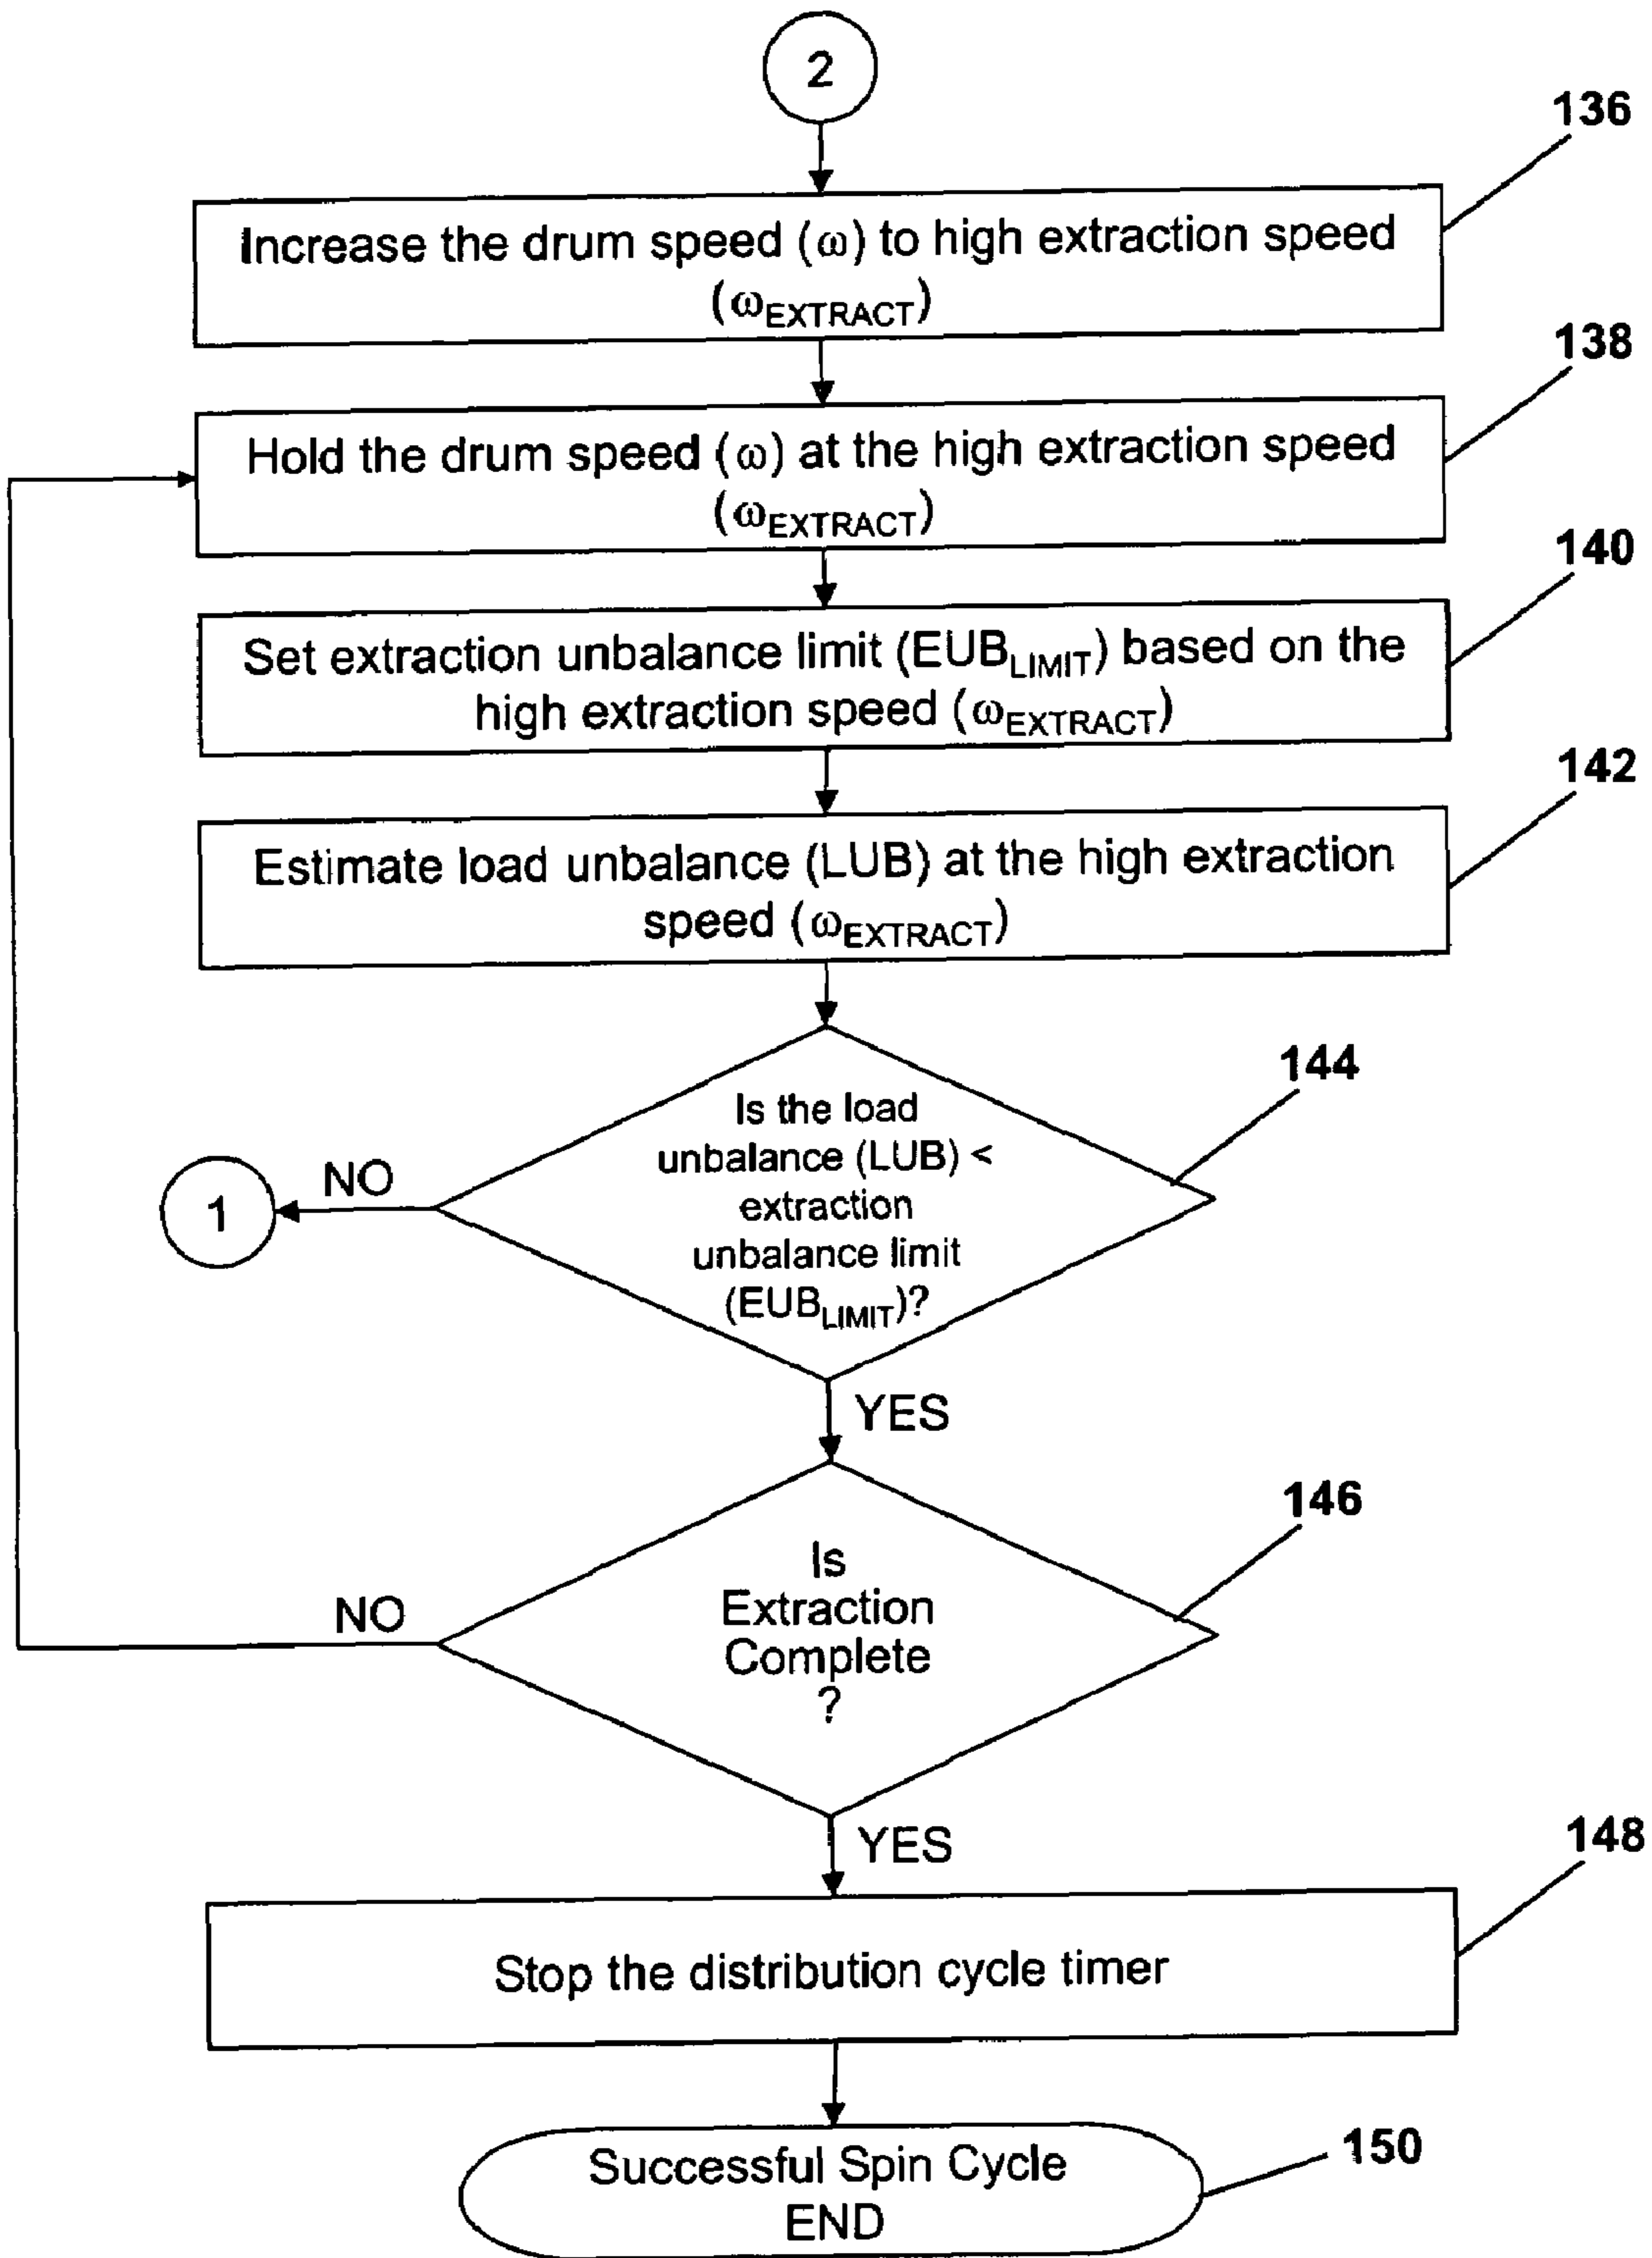 2
136
Increase the drum speed (ω) to high extraction speed
(ωEXTRACT)
138
Hold the drum speed (ω) at the high extraction speed
(ωEXTRACT)
140
Set extraction unbalance limit (EUBLIMIT) based on the
high extraction speed (ωEXTRACT)
142
Estimate load unbalance (LUB) at the high extraction
speed (ωEXTRACT)
144
Is the load
unbalance (LUB) <
extraction
unbalance limit
(EUBLIMIT)?
NO
1
YES
146
Is
Extraction
Complete
?
NO
YES
148
Stop the distribution cycle timer
150
Successful Spin Cycle
END